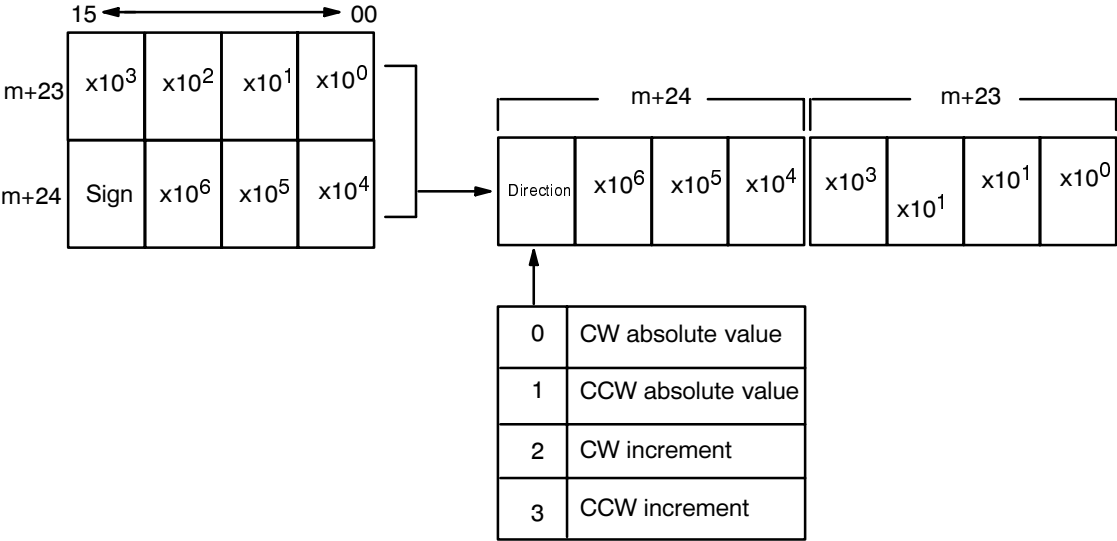 15 00
m+23 x10³ x10² x10¹ x10⁰
m+24 Sign x10⁶ x10⁵ x10⁴
m+24 m+23
Direction x10⁶ x10⁵ x10⁴ x10³ x10¹ x10¹ x10⁰
0 CW absolute value
1 CCW absolute value
2 CW increment
3 CCW increment